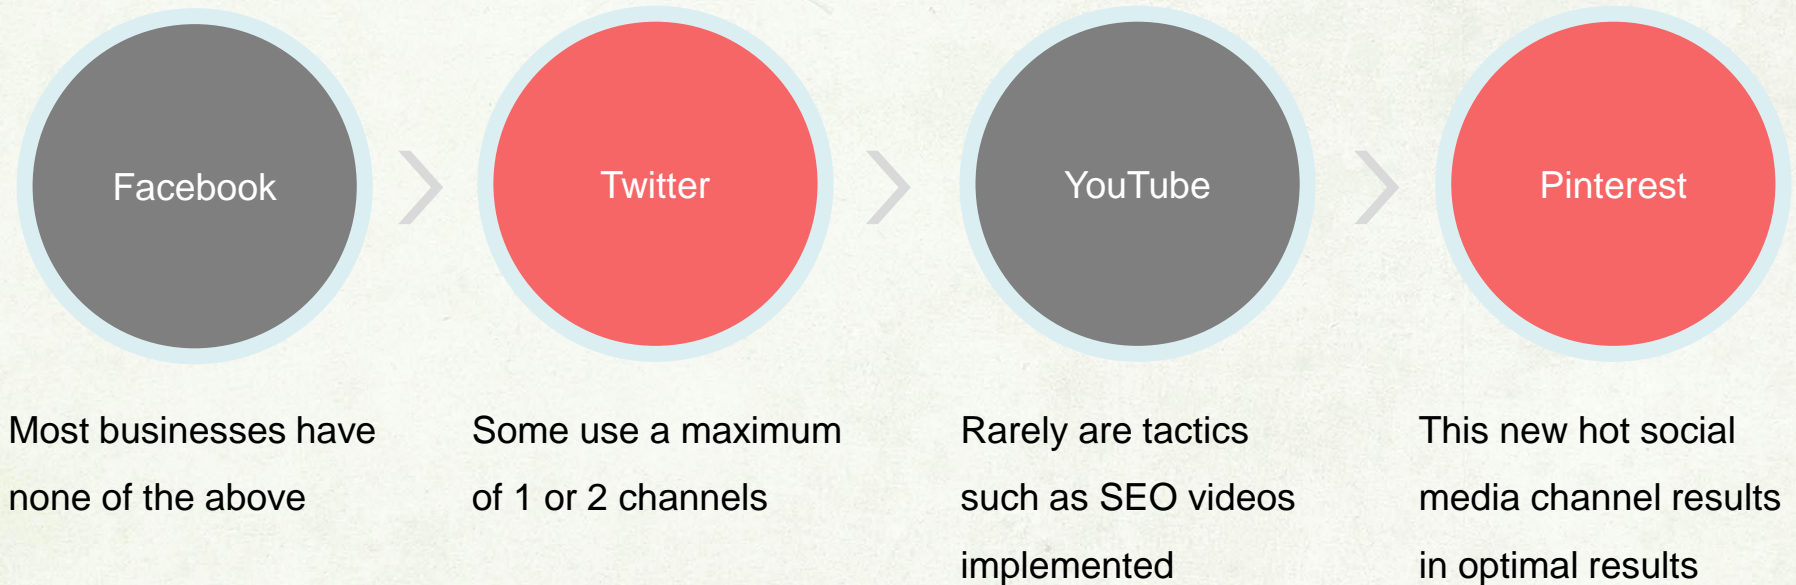 Facebook
Twitter
YouTube
Pinterest
Most businesses have
none of the above
Some use a maximum
of 1 or 2 channels
Rarely are tactics
such as SEO videos
implemented
This new hot social
media channel results
in optimal results